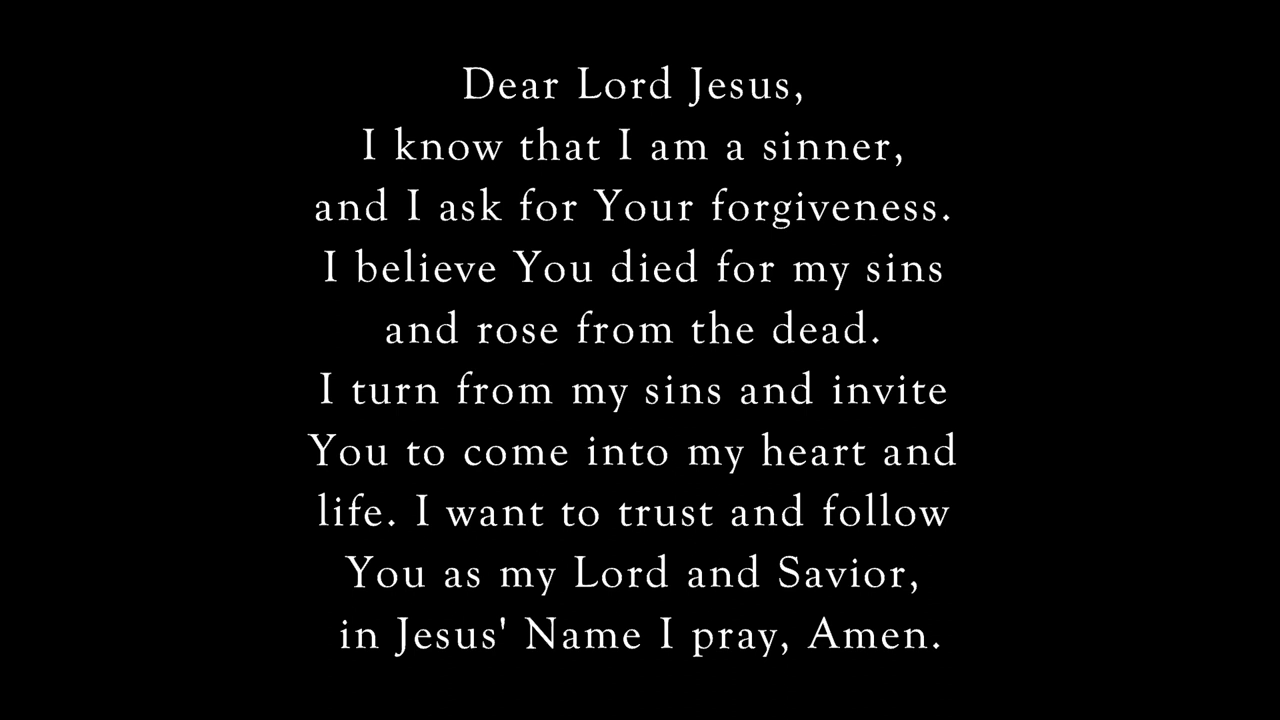 Dear Lord Jesus,
I know that I am a sinner,
and I ask for Your forgiveness.
I believe You died for my sins
and rose from the dead.
I turn from my sins and invite
You to come into my heart and
life. I want to trust and follow
You as my Lord and Savior,
in Jesus' Name I pray, Amen.